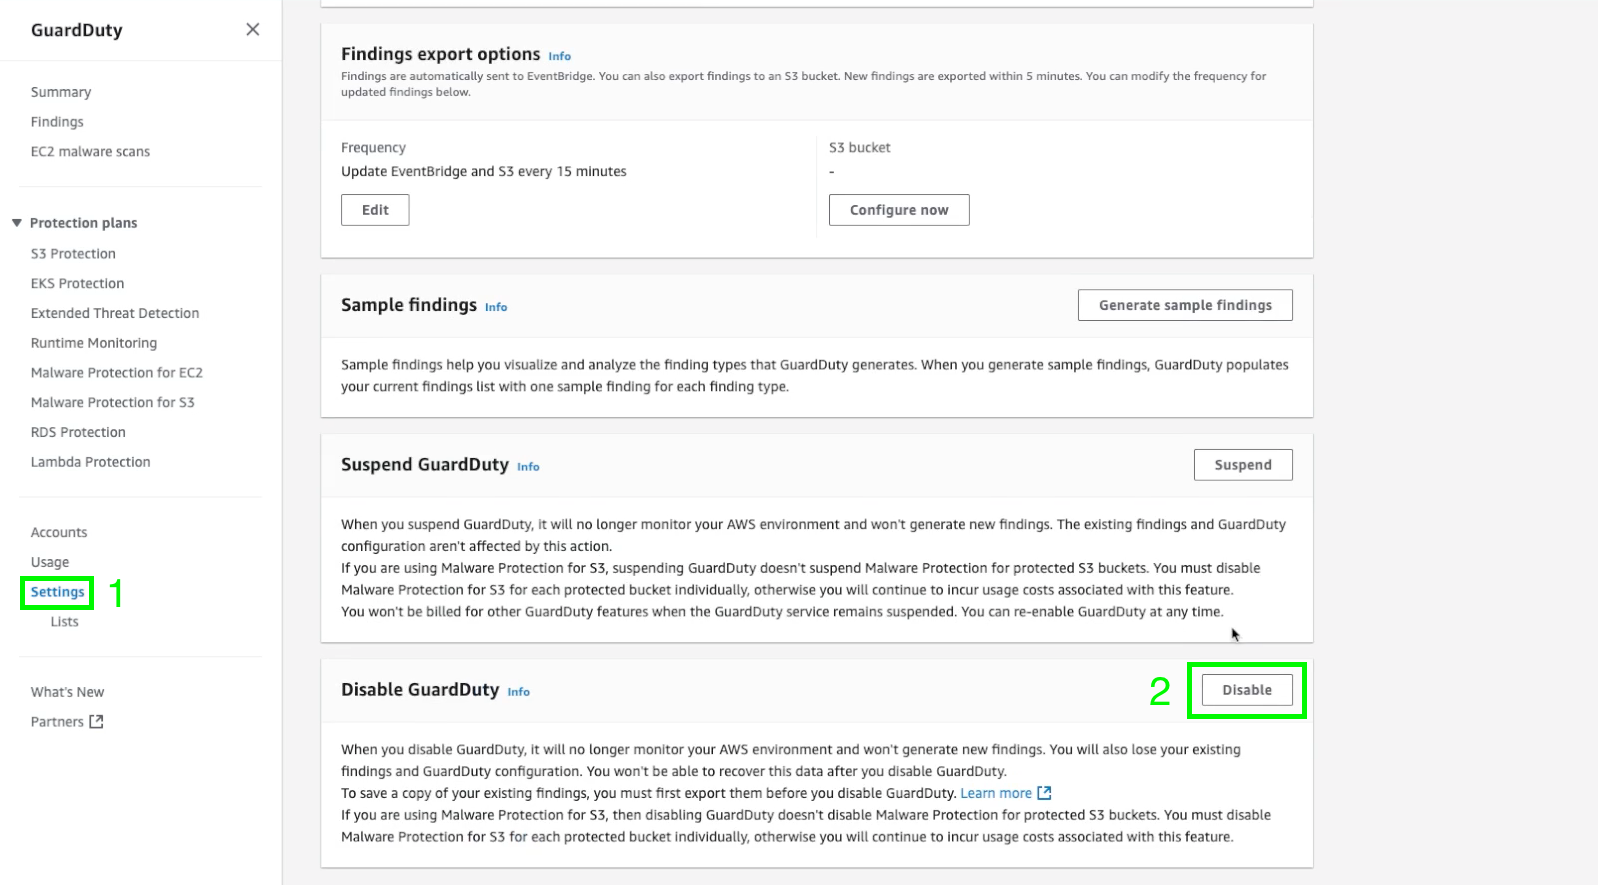 GuardDuty
Summary
Findings
EC2 malware scans
Protection plans
S3 Protection
EKS Protection
Extended Threat Detection
Runtime Monitoring
Malware Protection for EC2
Malware Protection for S3
RDS Protection
Lambda Protection
Accounts
Usage
Settings 1
Lists
What's New
Partners
Findings export options Info
Findings are automatically sent to EventBridge. You can also export findings to an S3 bucket. New findings are exported within 5 minutes. You can modify the frequency for
updated findings below.
Frequency
Update EventBridge and S3 every 15 minutes
Edit
S3 bucket
-
Configure now
Sample findings Info
Generate sample findings
Sample findings help you visualize and analyze the finding types that GuardDuty generates. When you generate sample findings, GuardDuty populates
your current findings list with one sample finding for each finding type.
Suspend GuardDuty Info
Suspend
When you suspend GuardDuty, it will no longer monitor your AWS environment and won't generate new findings. The existing findings and GuardDuty
configuration aren't affected by this action.
If you are using Malware Protection for S3, suspending GuardDuty doesn't suspend Malware Protection for protected S3 buckets. You must disable
Malware Protection for S3 for each protected bucket individually, otherwise you will continue to incur usage costs associated with this feature.
You won't be billed for other GuardDuty features when the GuardDuty service remains suspended. You can re-enable GuardDuty at any time.
Disable GuardDuty Info
2 Disable
When you disable GuardDuty, it will no longer monitor your AWS environment and won't generate new findings. You will also lose your existing
findings and GuardDuty configuration. You won't be able to recover this data after you disable GuardDuty.
To save a copy of your existing findings, you must first export them before you disable GuardDuty. Learn more
If you are using Malware Protection for S3, then disabling GuardDuty doesn't disable Malware Protection for protected S3 buckets. You must disable
Malware Protection for S3 for each protected bucket individually, otherwise you will continue to incur usage costs associated with this feature.